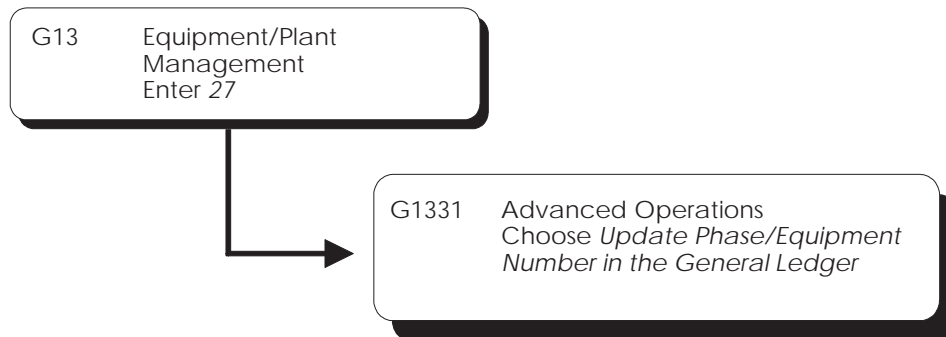 G13 Equipment/Plant
Management
Enter 27
G1331 Advanced Operations
Choose Update Phase/Equipment
Number in the General Ledger